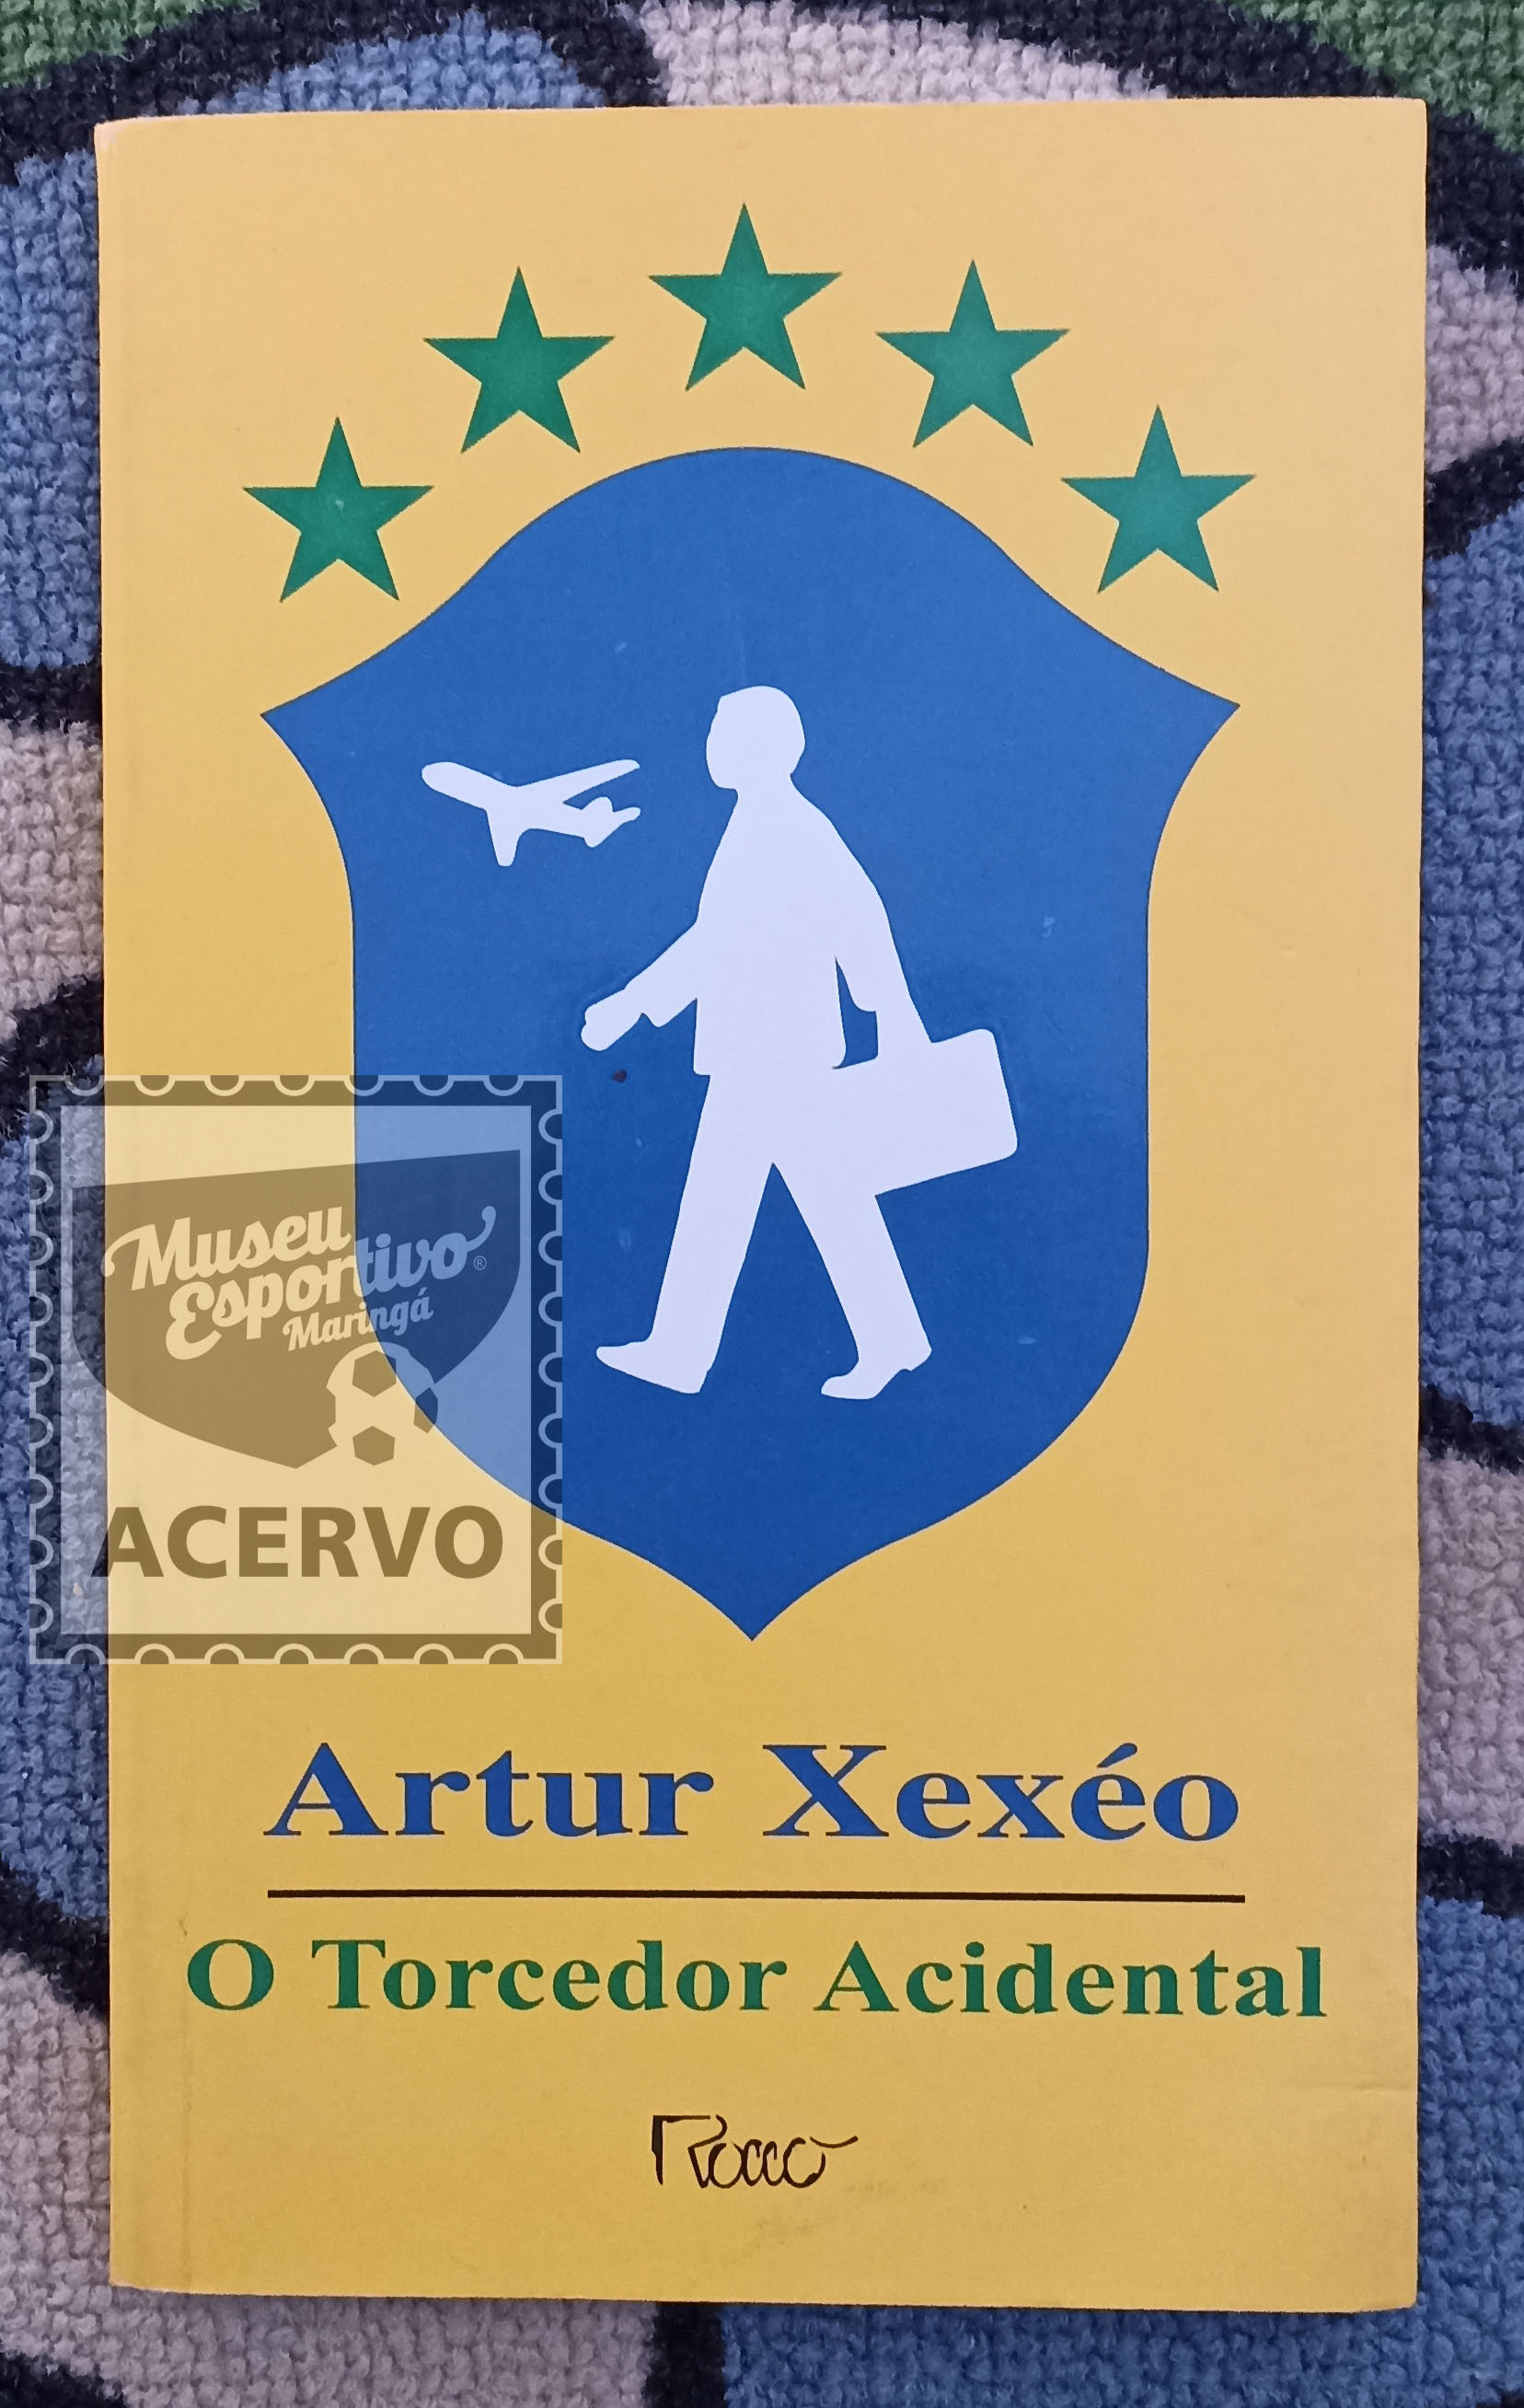 Museu
Esportivo®
Maringá
ACERVO
Artur Xexéo
O Torcedor Acidental
Rocco